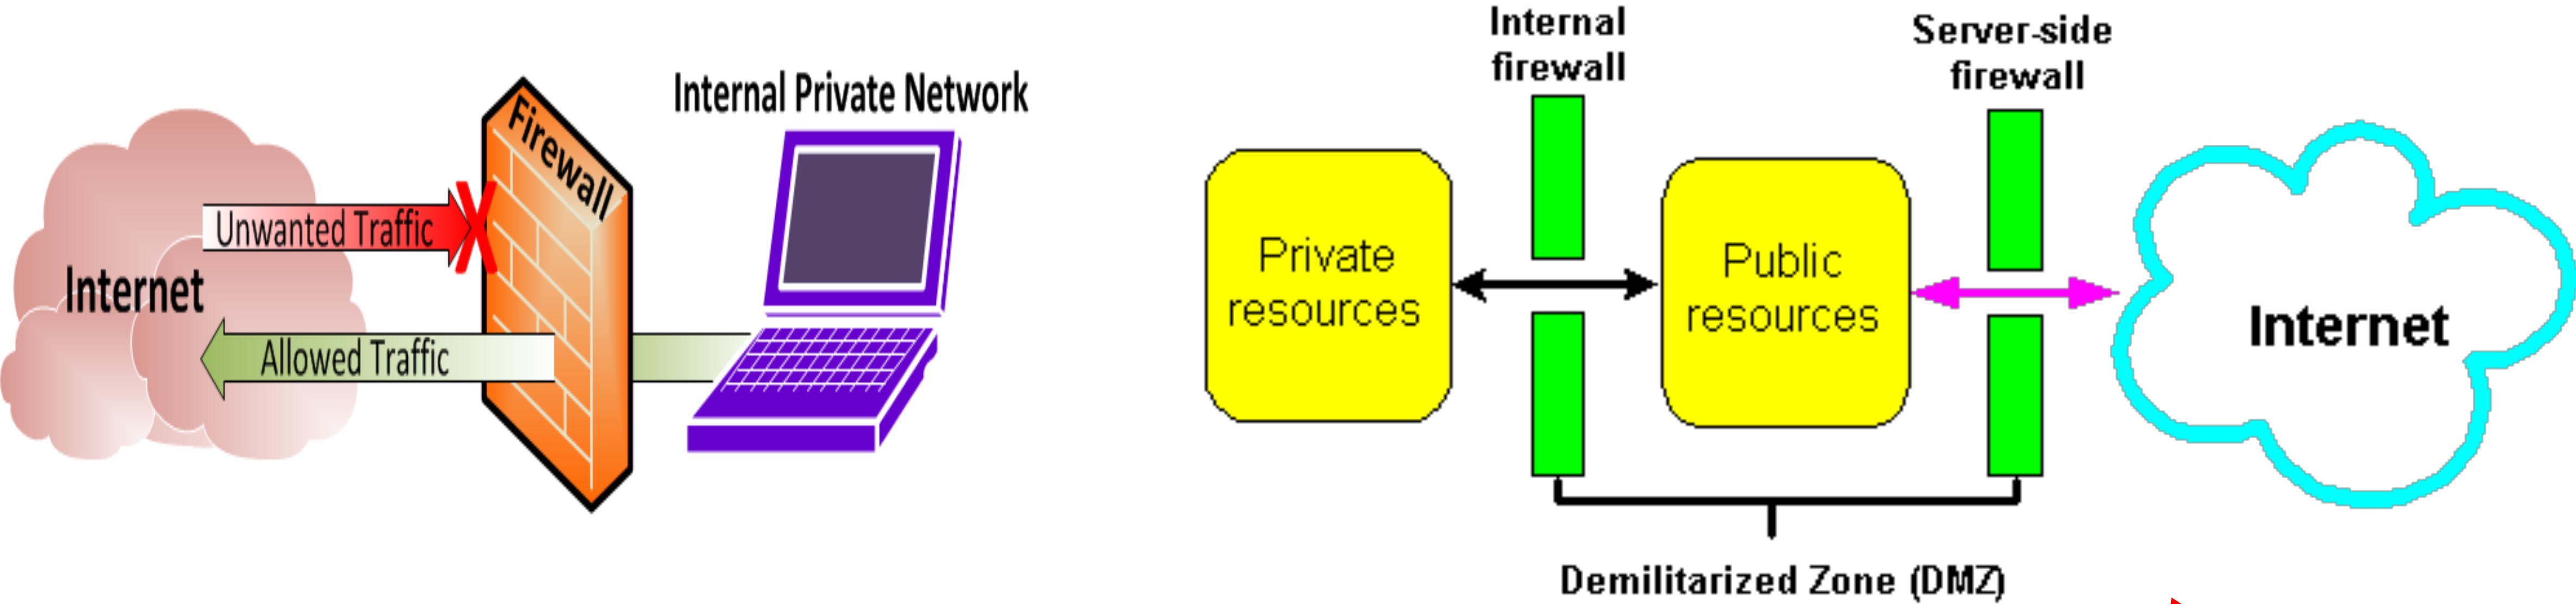 Internal Private Network
Firewall
Unwanted Traffic
Internet
Allowed Traffic
Internal
firewall
Server-side
firewall
Private
resources
Public
resources
Internet
Demilitarized Zone (DMZ)